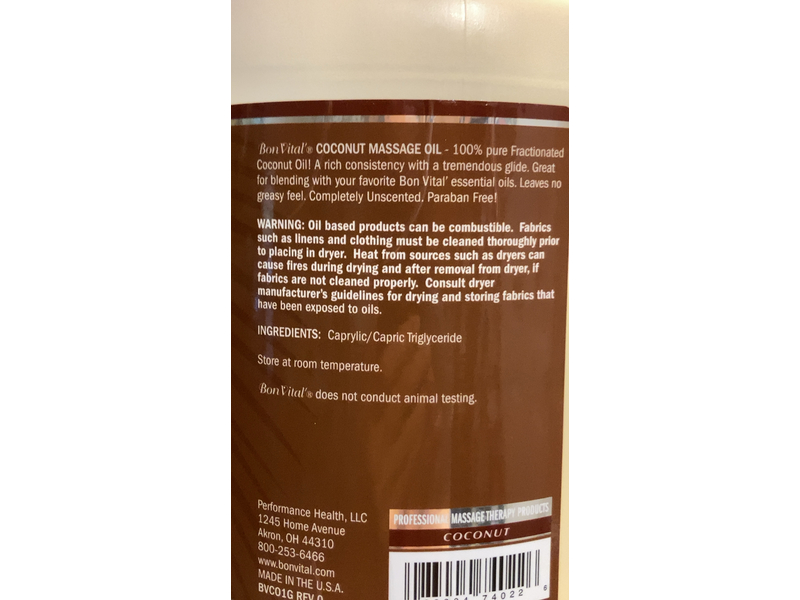 Bon Vital'® COCONUT MASSAGE OIL - 100% pure Fractionated
Coconut Oil! A rich consistency with a tremendous glide. Great
for blending with your favorite Bon Vital' essential oils. Leaves no
greasy feel. Completely Unscented. Paraban Free!
WARNING: Oil based products can be combustible. Fabrics
such as linens and clothing must be cleaned thoroughly prior
to placing in dryer. Heat from sources such as dryers can
cause fires during drying and after removal from dryer, if
fabrics are not cleaned properly. Consult dryer
manufacturer's guidelines for drying and storing fabrics that
have been exposed to oils.
INGREDIENTS: Caprylic/Capric Triglyceride
Store at room temperature.
Bon Vital'® does not conduct animal testing.
Performance Health, LLC
1245 Home Avenue
Akron, OH 44310
800-253-6466
www.bonvital.com
MADE IN THE U.S.A.
BVCO1G REV 0
PROFESSIONAL MASSAGE THERAPY PRODUCTS
COCONUT
74022
6